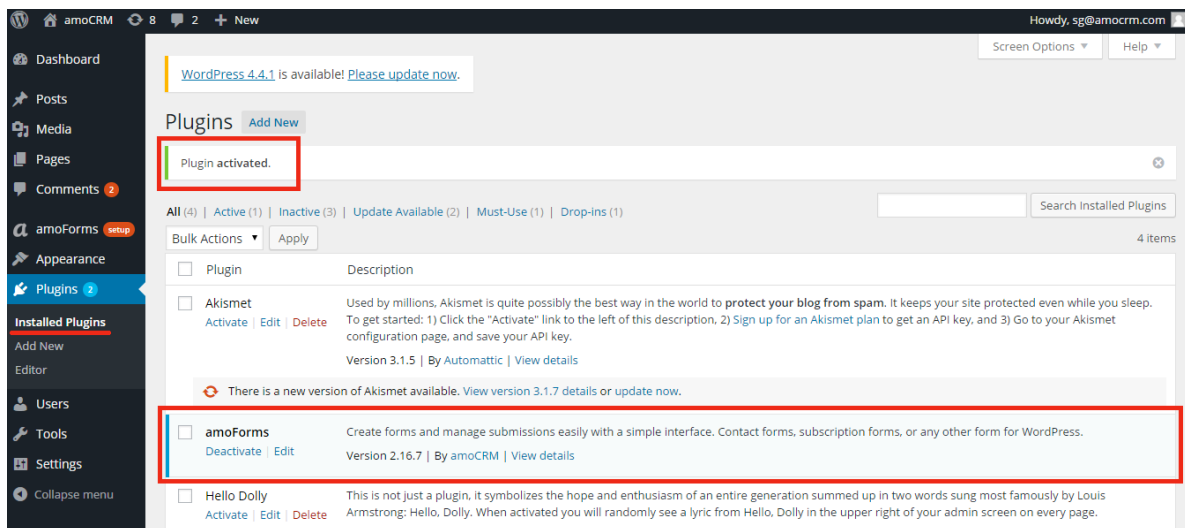 amoCRM 8 2 + New Howdy, sg@amocrm.com
Screen Options ▼ Help ▼
Dashboard
Posts
Media
Pages
Comments 2
amoForms setup
Appearance
Plugins 2
Installed Plugins
Add New
Editor
Users
Tools
Settings
Collapse menu
WordPress 4.4.1 is available! Please update now.
Plugins Add New
Plugin activated.
All (4) | Active (1) | Inactive (3) | Update Available (2) | Must-Use (1) | Drop-ins (1)
Search Installed Plugins
Bulk Actions ▼ Apply
4 items
Plugin Description
Akismet
Activate | Edit | Delete
Used by millions, Akismet is quite possibly the best way in the world to protect your blog from spam. It keeps your site protected even while you sleep.
To get started: 1) Click the "Activate" link to the left of this description, 2) Sign up for an Akismet plan to get an API key, and 3) Go to your Akismet
configuration page, and save your API key.
Version 3.1.5 | By Automattic | View details
There is a new version of Akismet available. View version 3.1.7 details or update now.
amoForms
Deactivate | Edit
Create forms and manage submissions easily with a simple interface. Contact forms, subscription forms, or any other form for WordPress.
Version 2.16.7 | By amoCRM | View details
Hello Dolly
Activate | Edit | Delete
This is not just a plugin, it symbolizes the hope and enthusiasm of an entire generation summed up in two words sung most famously by Louis
Armstrong: Hello, Dolly. When activated you will randomly see a lyric from Hello, Dolly in the upper right of your admin screen on every page.